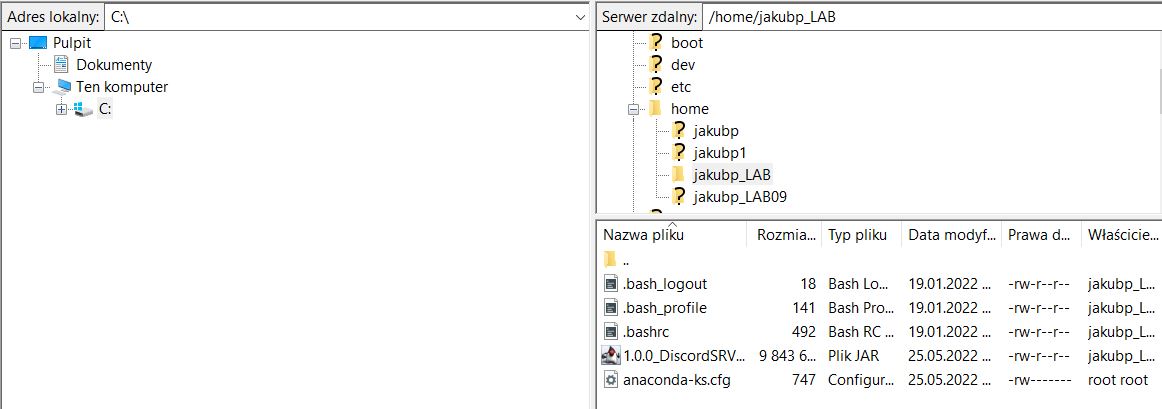 Adres lokalny: C:\
Pulpit
Dokumenty
Ten komputer
C:
Serwer zdalny: /home/jakubp_LAB
boot
dev
etc
home
jakubp
jakubp1
jakubp_LAB
jakubp_LAB09
Nazwa pliku Rozmia... Typ pliku Data modyf... Prawa d... Właścicie...
..
.bash_logout 18 Bash Lo... 19.01.2022 ... -rw-r--r-- jakubp_L...
.bash_profile 141 Bash Pro... 19.01.2022 ... -rw-r--r-- jakubp_L...
.bashrc 492 Bash RC ... 19.01.2022 ... -rw-r--r-- jakubp_L...
1.0.0_DiscordSRV... 9 843 6... Plik JAR 25.05.2022 ... -rw-r--r-- jakubp_L...
anaconda-ks.cfg 747 Configur... 25.05.2022 ... -rw------- root root